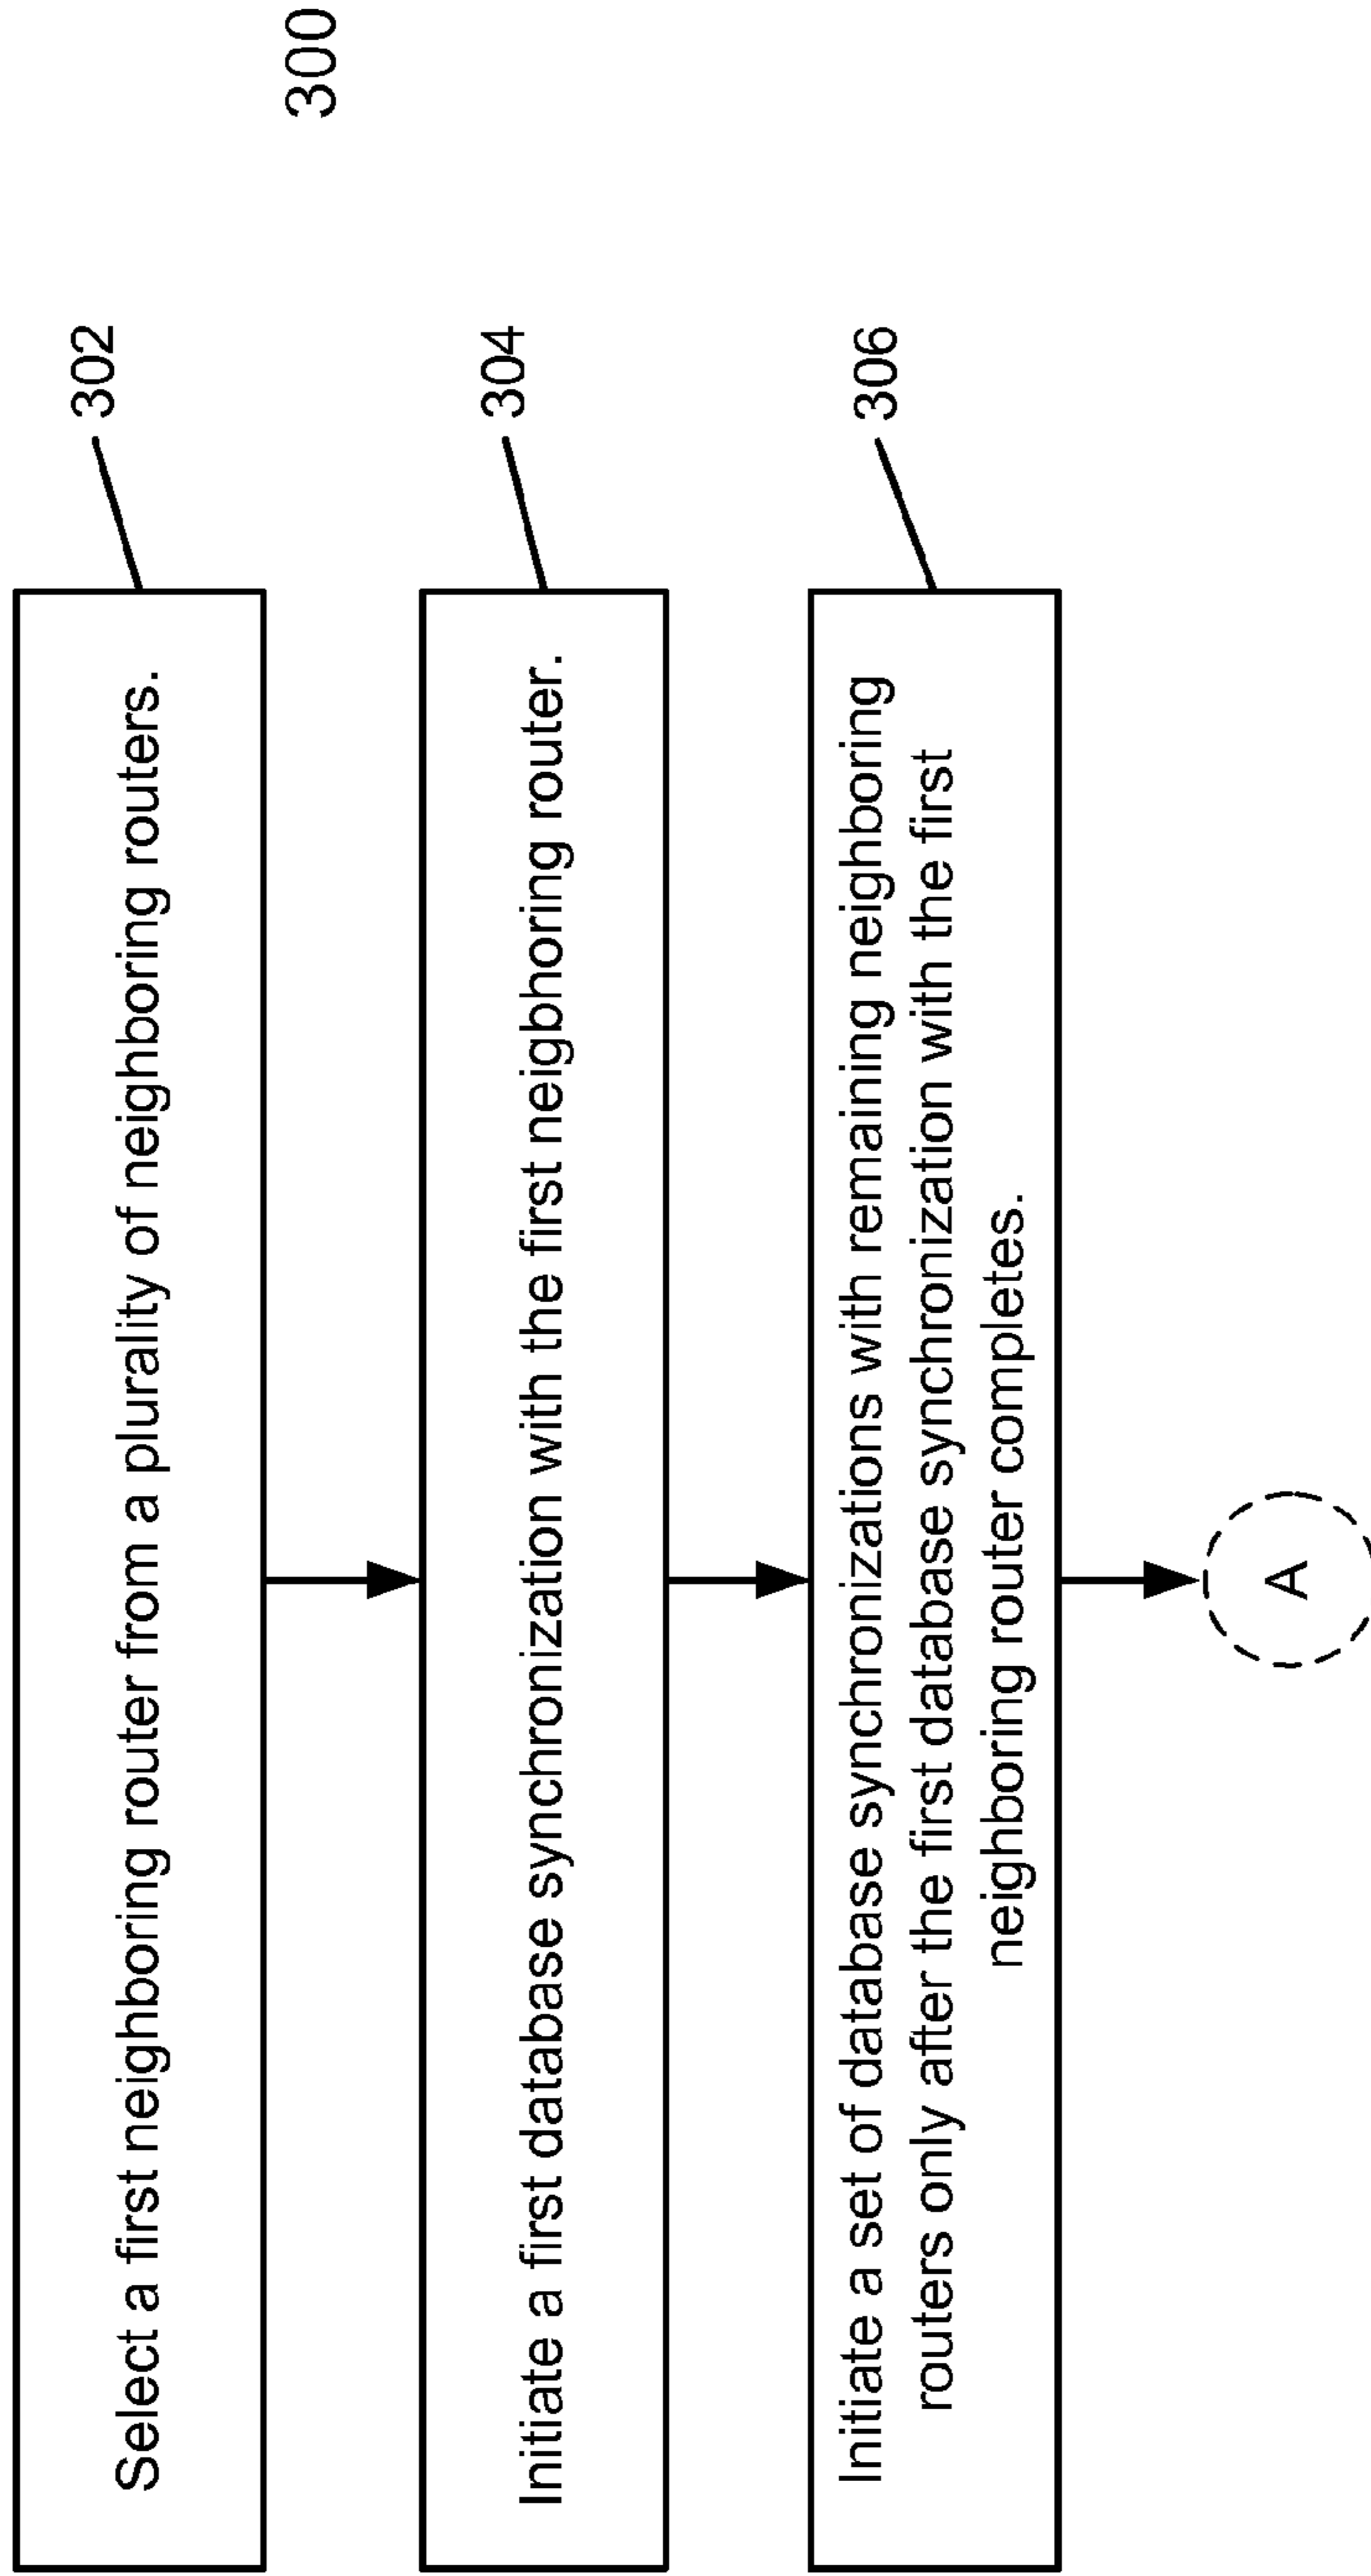 300
302
Select a first neighboring router from a plurality of neighboring routers.
304
Initiate a first database synchronization with the first neigbhoring router.
306
Initiate a set of database synchronizations with remaining neighboring
routers only after the first database synchronization with the first
neighboring router completes.
A